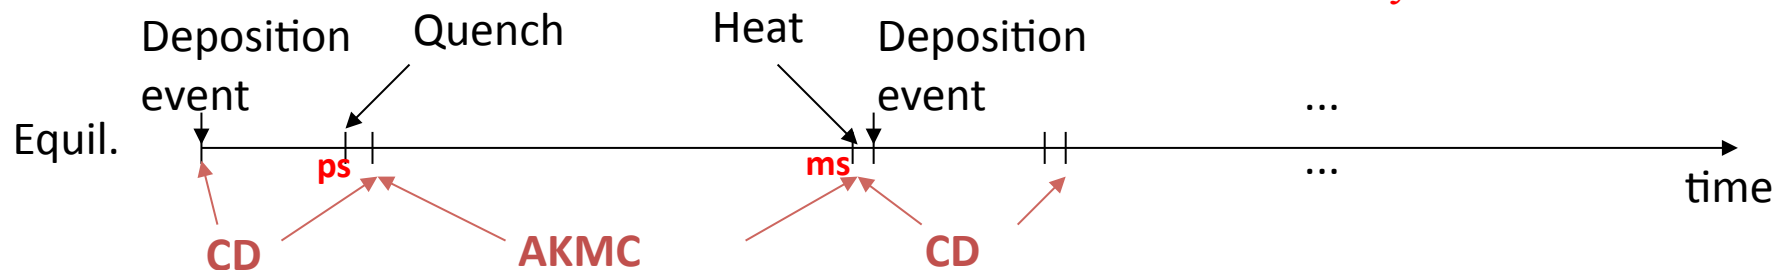 Deposition
event
Quench
Heat
Deposition
event
...
Equil.
ps
ms
...
time
CD
AKMC
CD